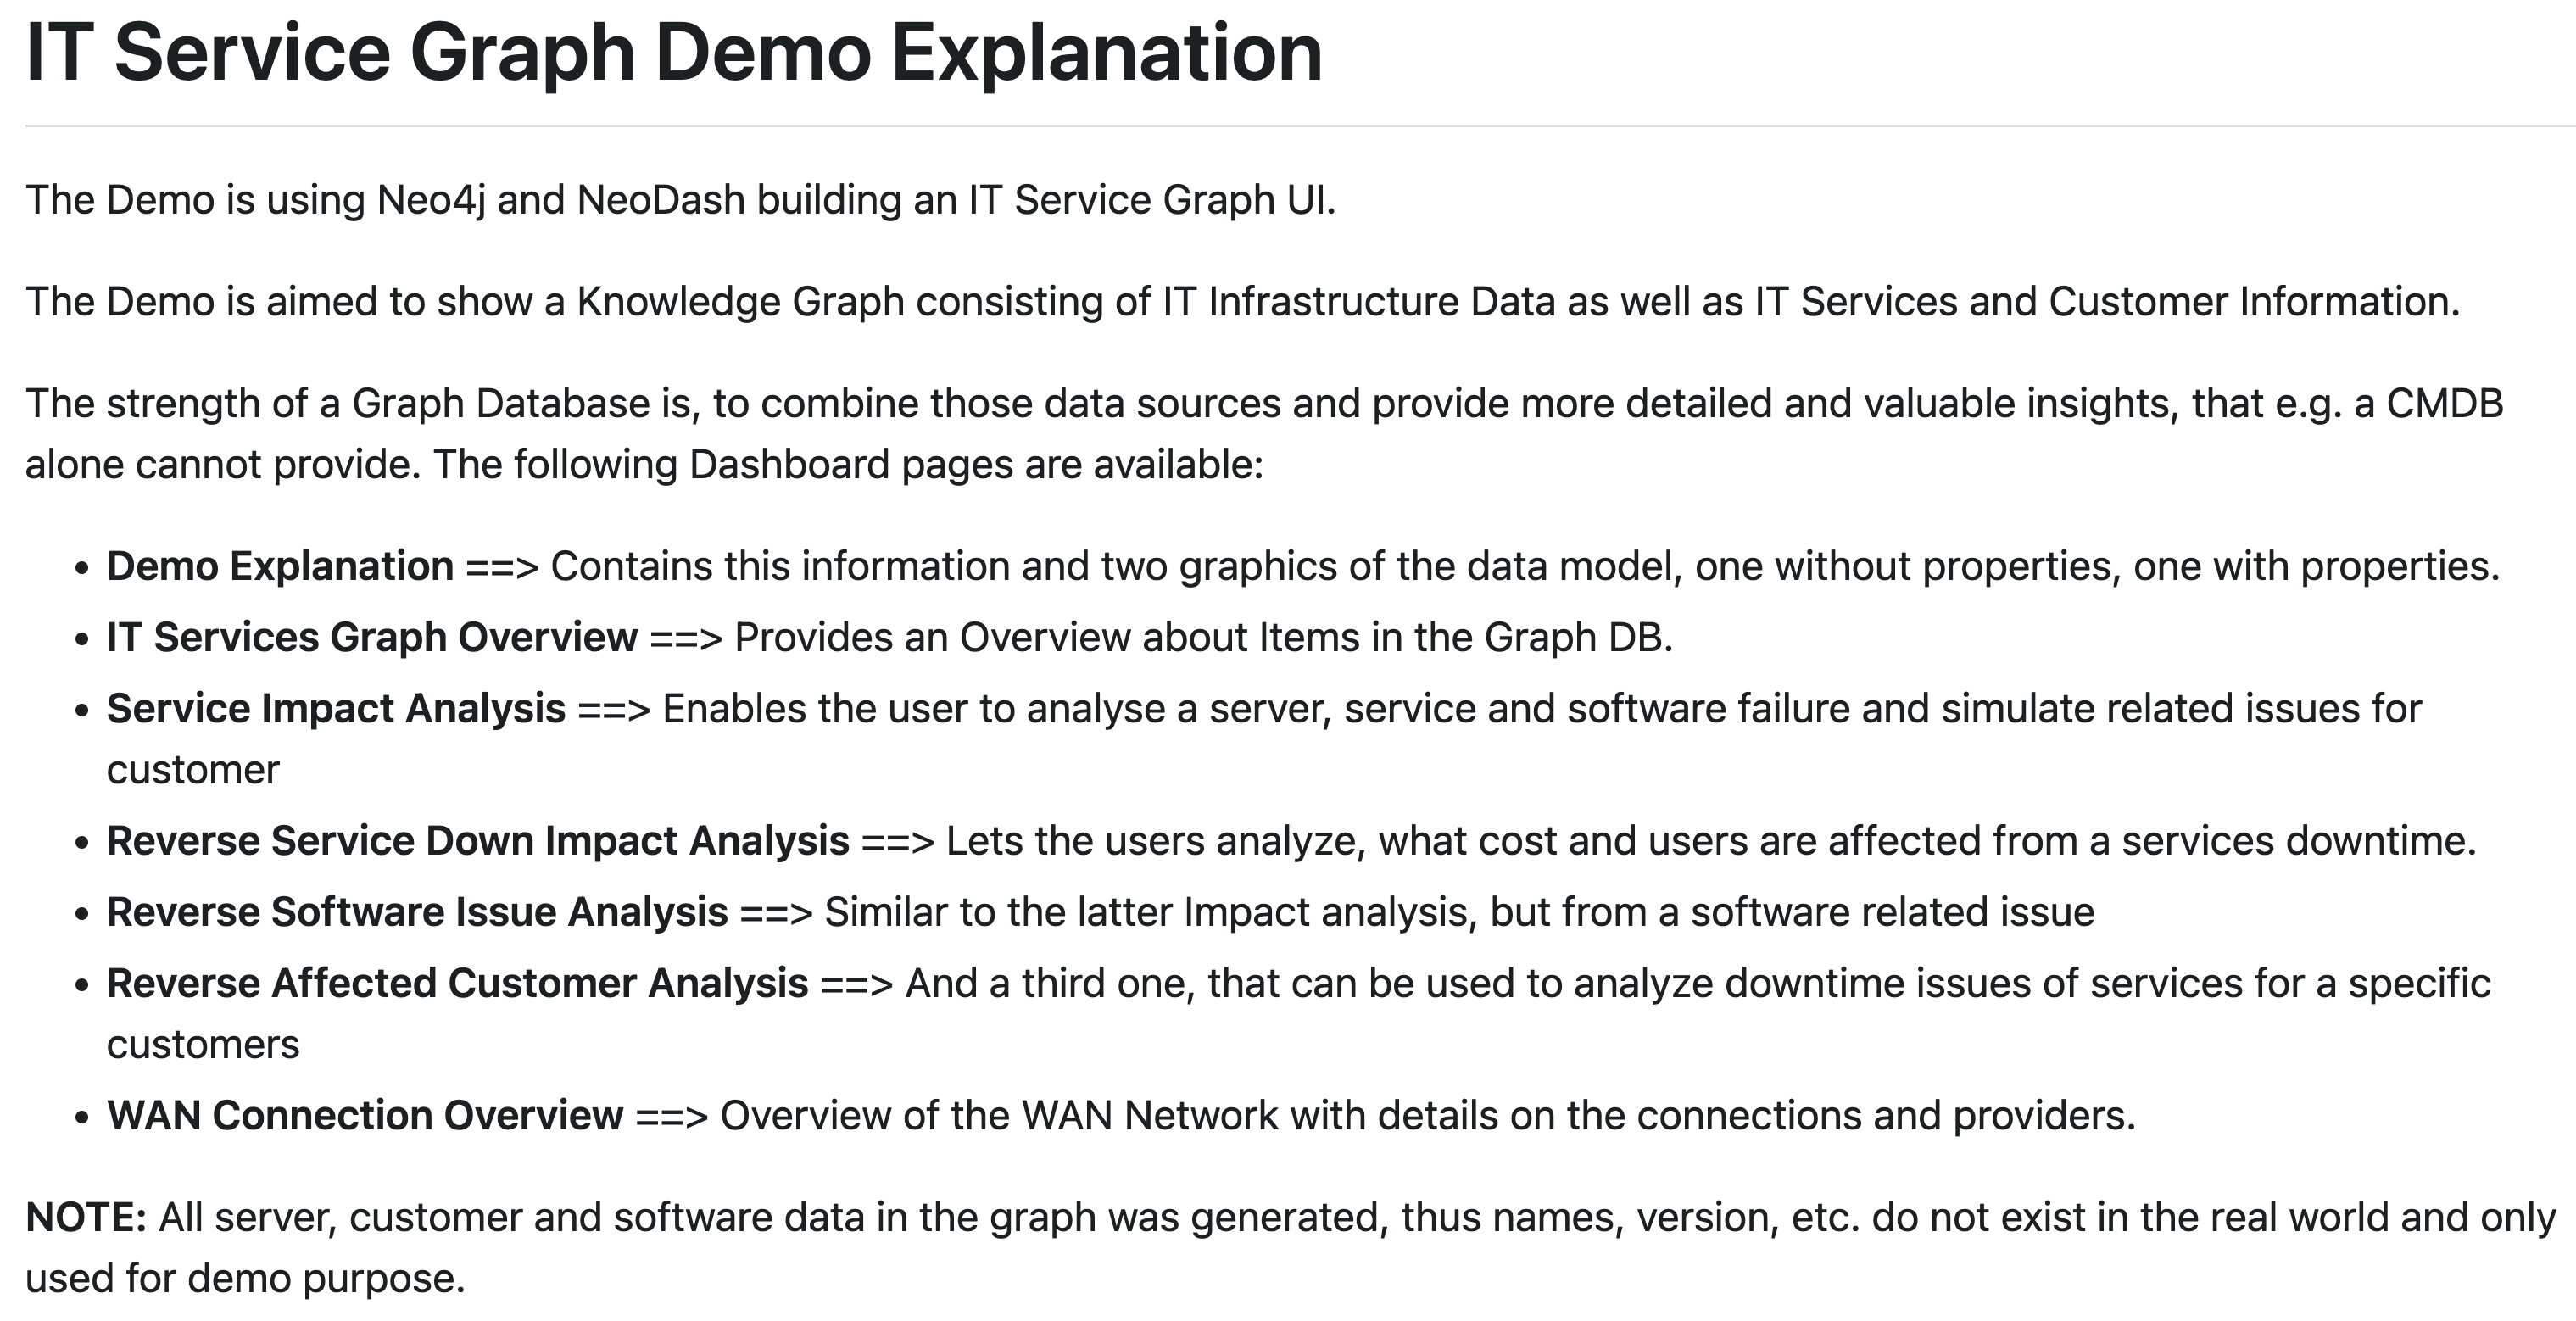 IT Service Graph Demo Explanation
The Demo is using Neo4j and NeoDash building an IT Service Graph UI.
The Demo is aimed to show a Knowledge Graph consisting of IT Infrastructure Data as well as IT Services and Customer Information.
The strength of a Graph Database is, to combine those data sources and provide more detailed and valuable insights, that e.g. a CMDB
alone cannot provide. The following Dashboard pages are available:
• Demo Explanation ==> Contains this information and two graphics of the data model, one without properties, one with properties.
• IT Services Graph Overview ==> Provides an Overview about Items in the Graph DB.
• Service Impact Analysis ==> Enables the user to analyse a server, service and software failure and simulate related issues for
customer
• Reverse Service Down Impact Analysis ==> Lets the users analyze, what cost and users are affected from a services downtime.
• Reverse Software Issue Analysis ==> Similar to the latter Impact analysis, but from a software related issue
• Reverse Affected Customer Analysis ==> And a third one, that can be used to analyze downtime issues of services for a specific
customers
• WAN Connection Overview ==> Overview of the WAN Network with details on the connections and providers.
NOTE: All server, customer and software data in the graph was generated, thus names, version, etc. do not exist in the real world and only
used for demo purpose.